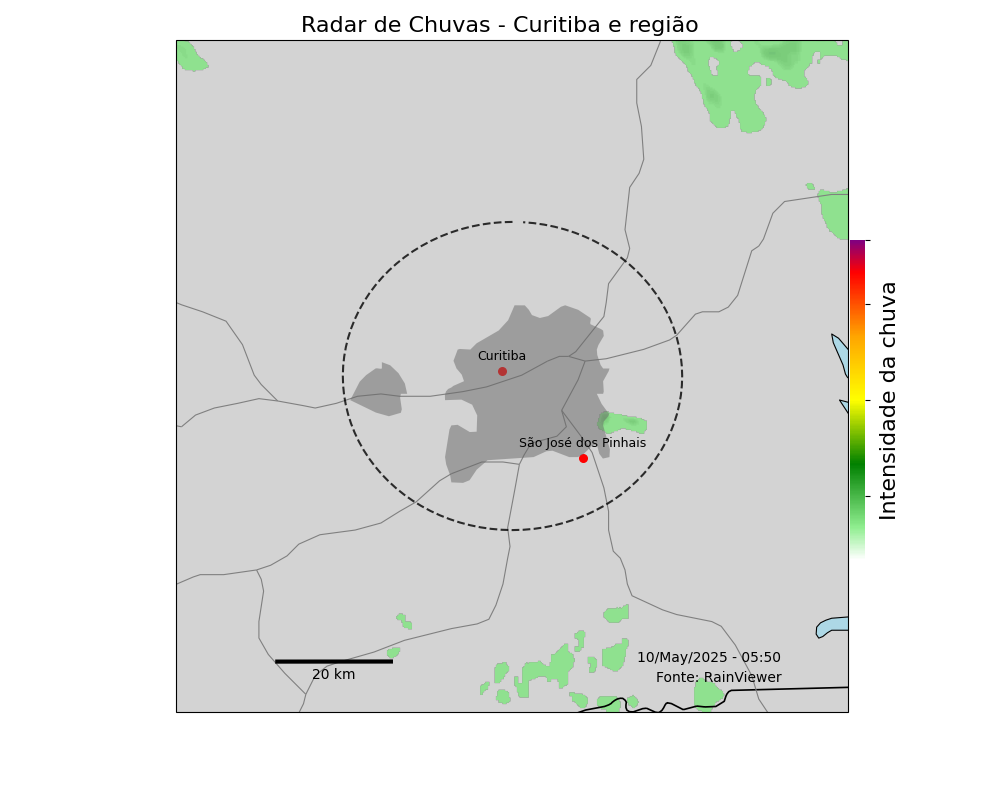 Radar de Chuvas - Curitiba e região
Curitiba
São José dos Pinhais
Intensidade da chuva
10/May/2025 - 05:50
20 km
Fonte: RainViewer